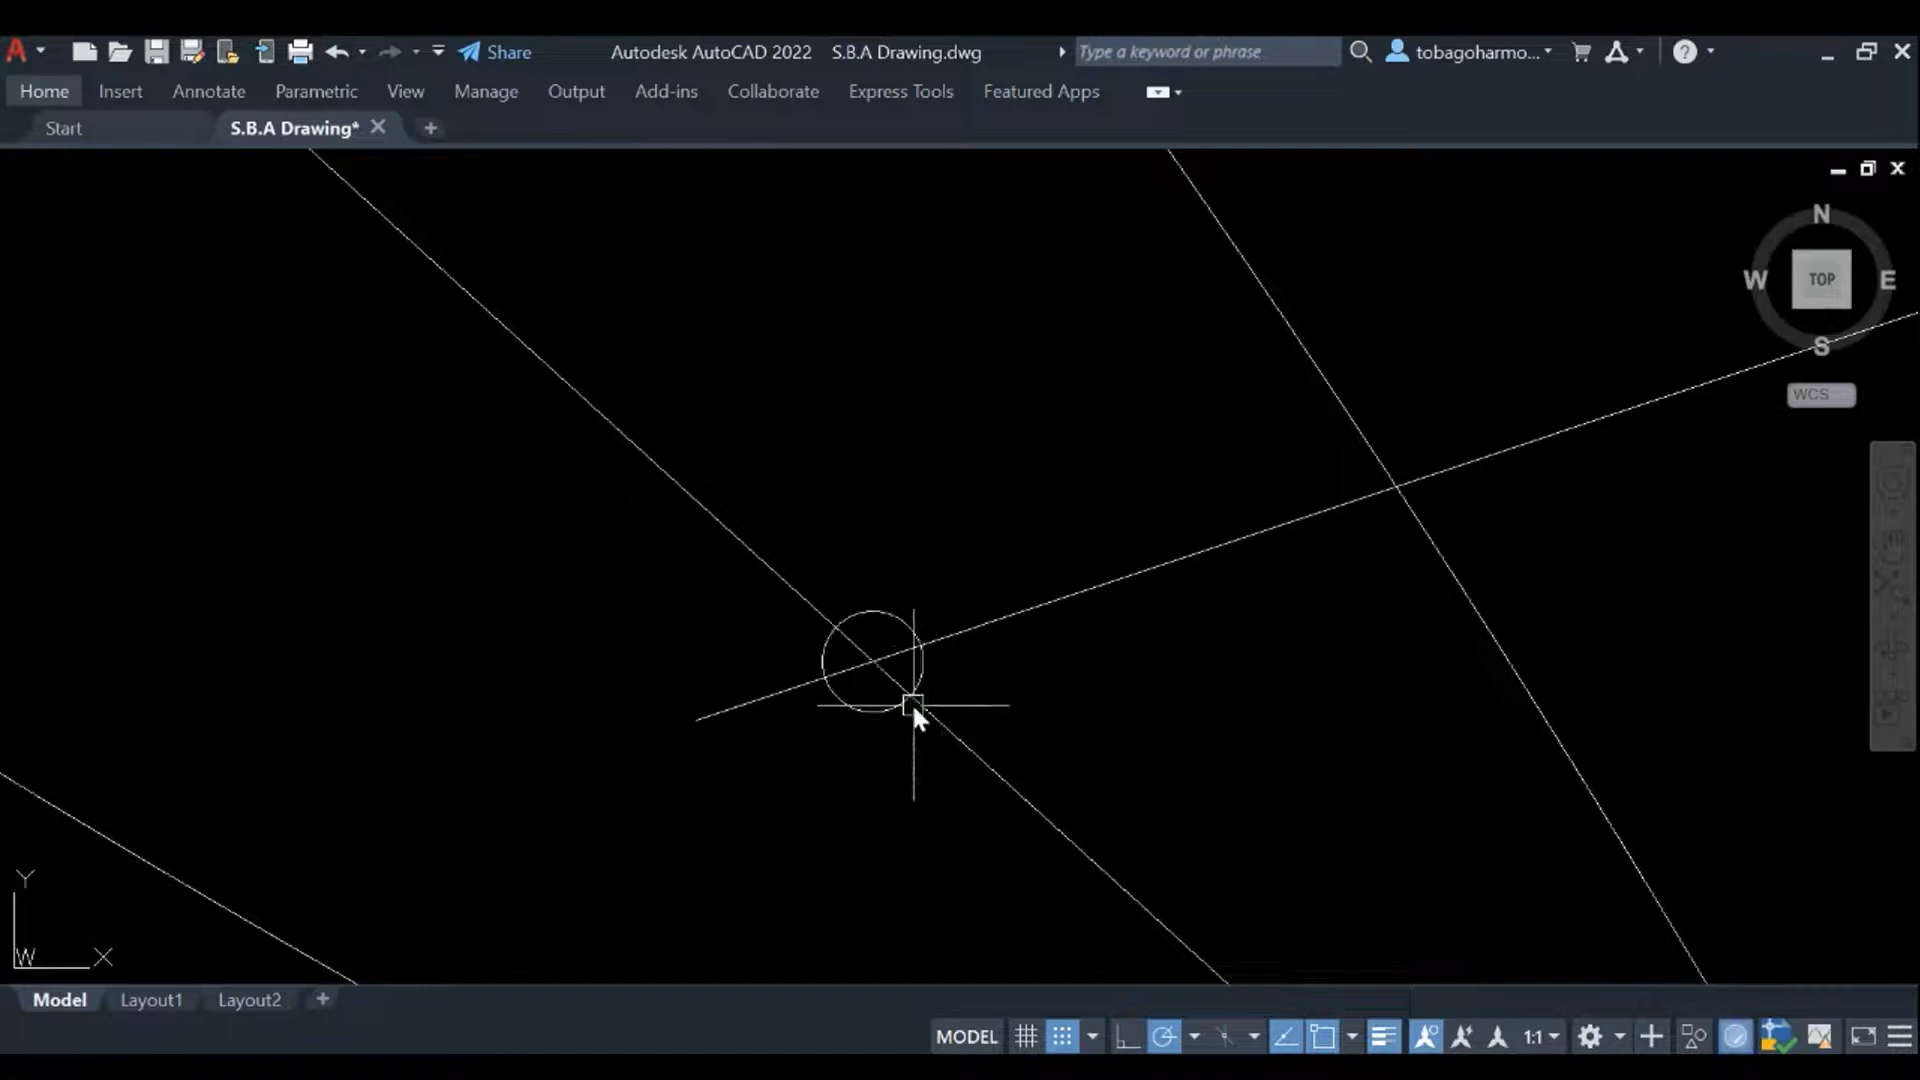 Share Autodesk AutoCAD 2022 S.B.A Drawing.dwg Type a keyword or phrase tobagoharmo...
Home Insert Annotate Parametric View Manage Output Add-ins Collaborate Express Tools Featured Apps
Start S.B.A Drawing*
N
W TOP E
S
WCS
Y
W X
Model Layout1 Layout2
MODEL 1:1